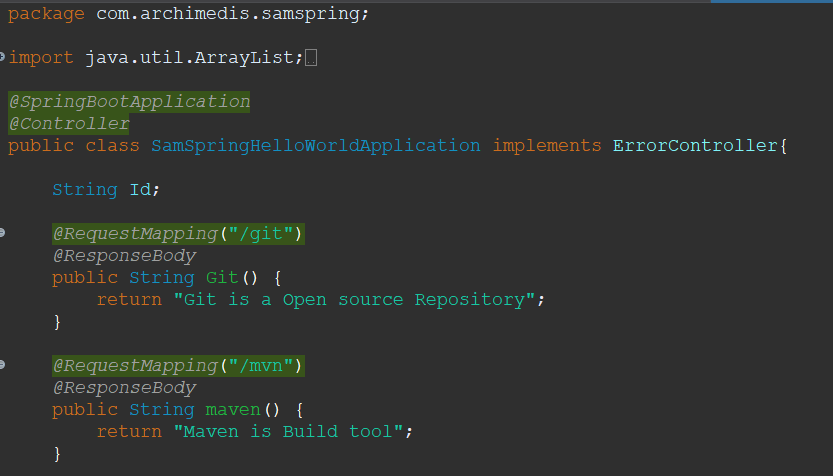 package com.archimedis.samspring;
import java.util.ArrayList;
@SpringBootApplication
@Controller
public class SamSpringHelloWorldApplication implements ErrorController{
String Id;
@RequestMapping("/git")
@ResponseBody
public String Git() {
return "Git is a Open source Repository";
}
@RequestMapping("/mvn")
@ResponseBody
public String maven() {
return "Maven is Build tool";
}